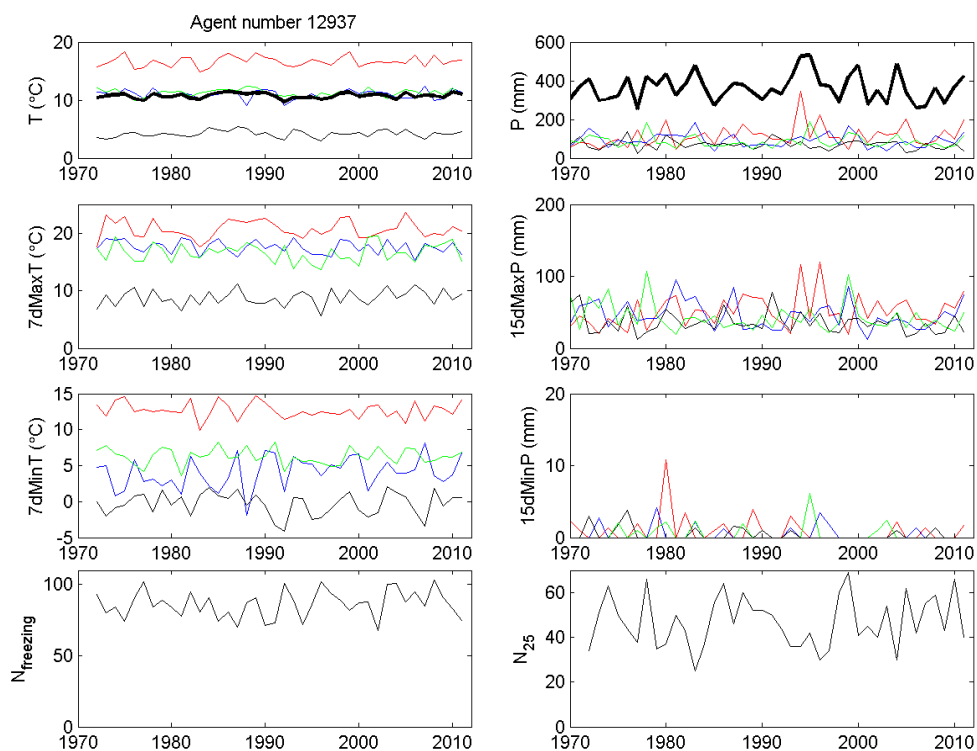 Agent number 12937
T (°C)
20
10
0
1970 1980 1990 2000 2010
P (mm)
600
400
200
0
1970 1980 1990 2000 2010
7dMaxT (°C)
20
10
0
1970 1980 1990 2000 2010
15dMaxP (mm)
200
100
0
1970 1980 1990 2000 2010
7dMinT (°C)
15
10
5
0
-5
1970 1980 1990 2000 2010
15dMinP (mm)
20
10
0
1970 1980 1990 2000 2010
Nfreezing
100
50
0
1970 1980 1990 2000 2010
N25
60
40
20
0
1970 1980 1990 2000 2010